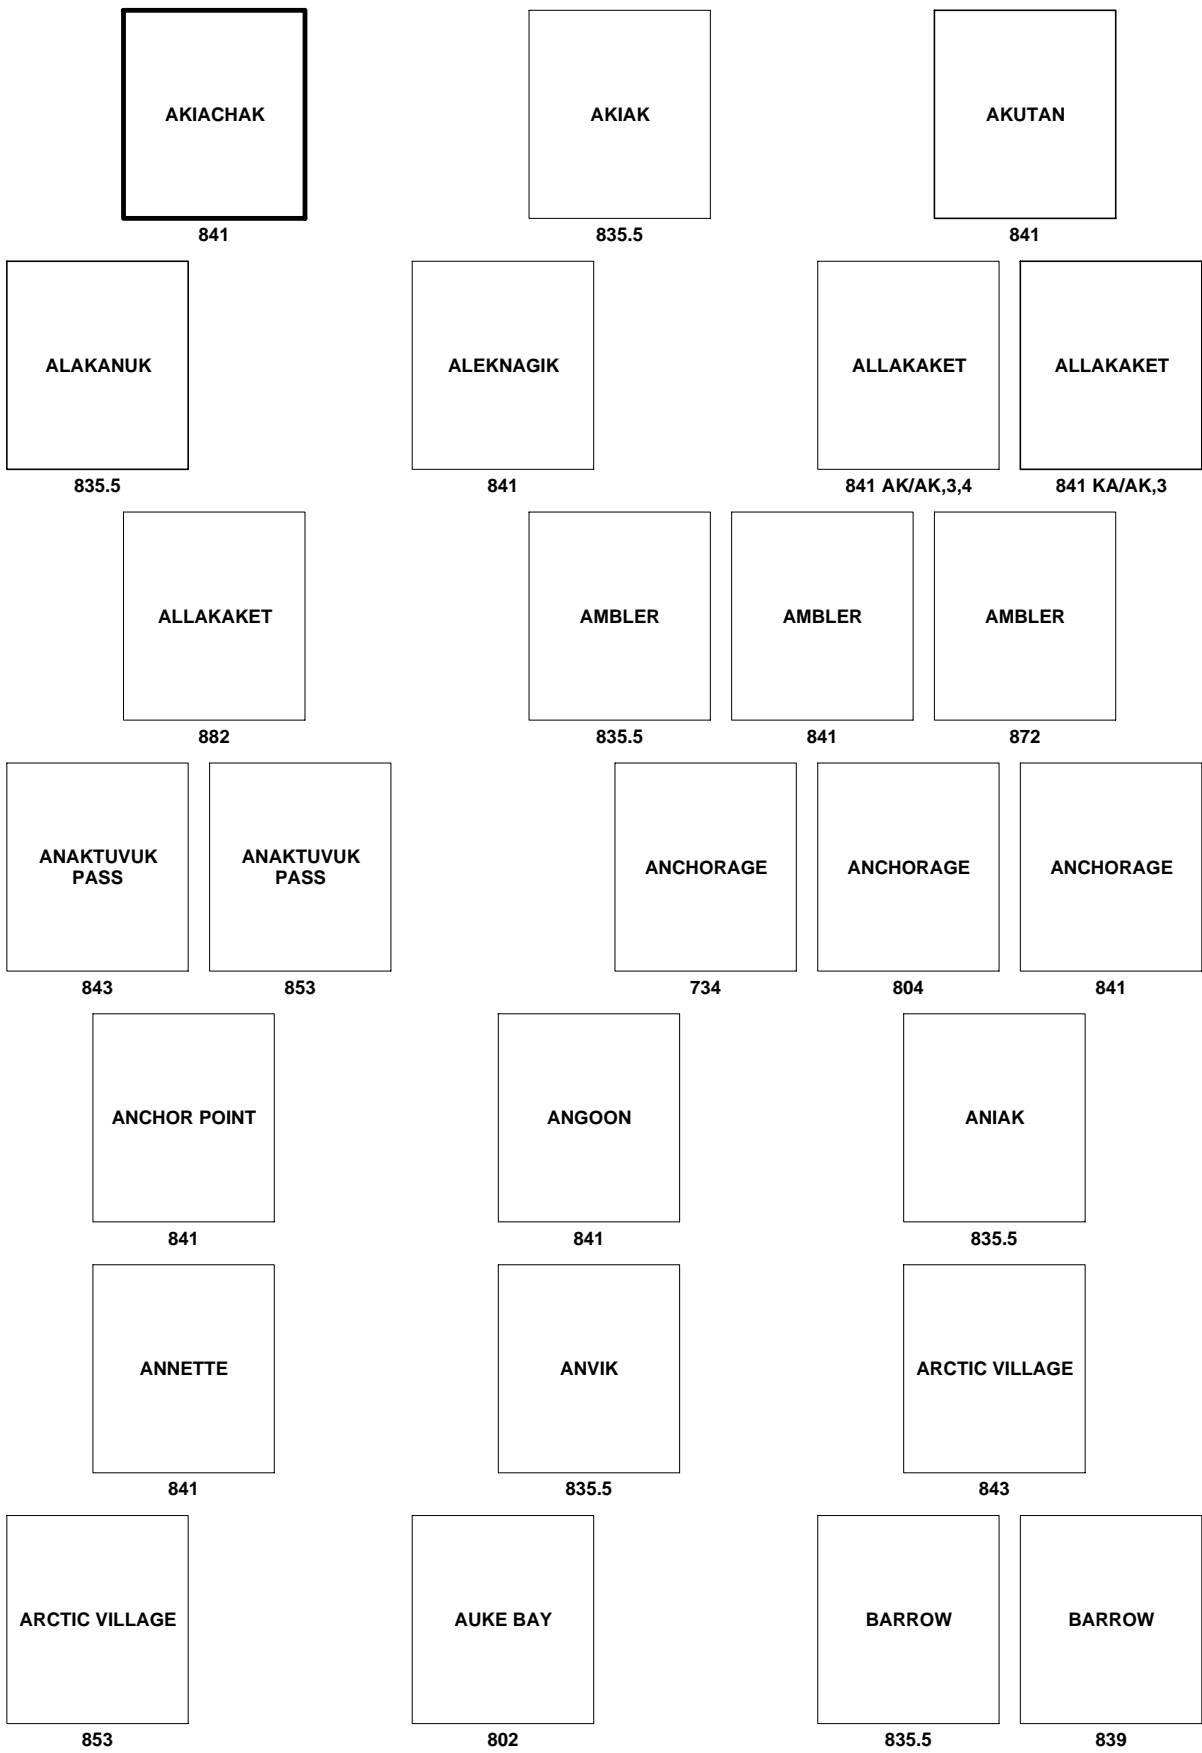 AKIACHAK
AKIAK
AKUTAN
841
835.5
841
ALAKANUK
ALEKNAGIK
ALLAKAKET
ALLAKAKET
835.5
841
841 AK/AK,3,4
841 KA/AK,3
ALLAKAKET
AMBLER
AMBLER
AMBLER
882
835.5
841
872
ANAKTUVUK
PASS
ANAKTUVUK
PASS
ANCHORAGE
ANCHORAGE
ANCHORAGE
843
853
734
804
841
ANCHOR POINT
ANGOON
ANIAK
841
841
835.5
ANNETTE
ANVIK
ARCTIC VILLAGE
841
835.5
843
ARCTIC VILLAGE
AUKE BAY
BARROW
BARROW
853
802
835.5
839